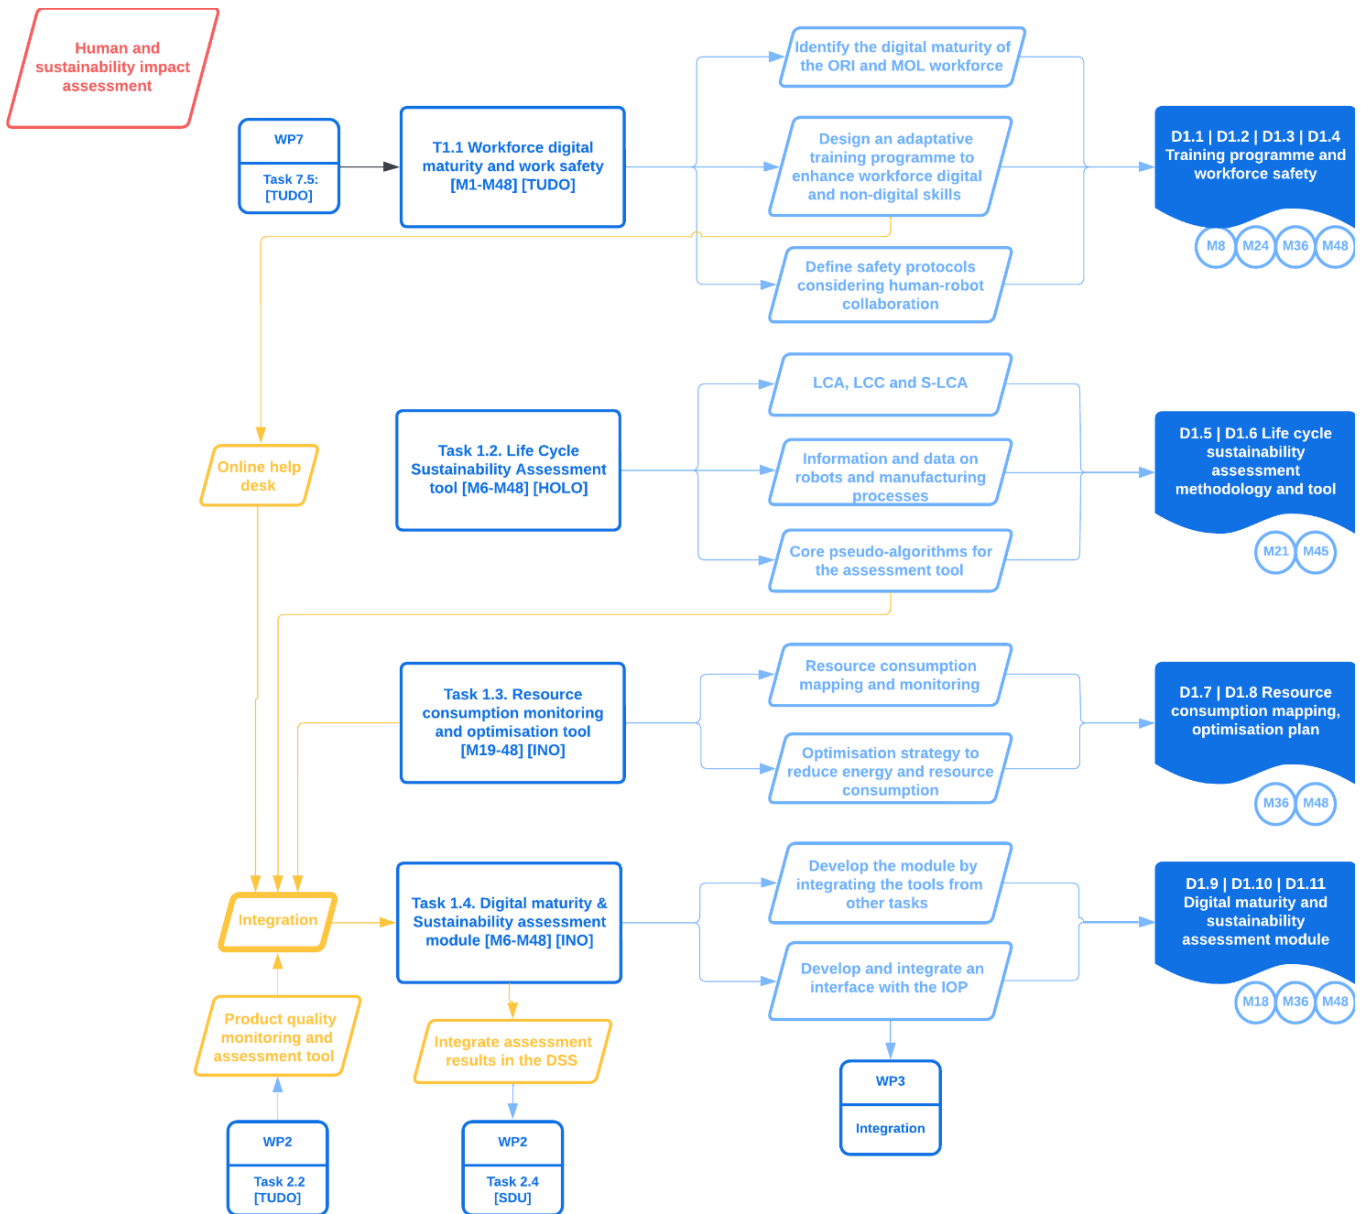 Human and
sustainability impact
assessment
WP7
Task 7.5:
[TUDO]
T1.1 Workforce digital
maturity and work safety
[M1-M48] [TUDO]
Identify the digital maturity of
the ORI and MOL workforce
Design an adaptative
training programme to
enhance workforce digital
and non-digital skills
Define safety protocols
considering human-robot
collaboration
D1.1 | D1.2 | D1.3 | D1.4
Training programme and
workforce safety
M8
M24
M36
M48
Online help
desk
Task 1.2. Life Cycle
Sustainability Assessment
tool [M6-M48] [HOLO]
LCA, LCC and S-LCA
Information and data on
robots and manufacturing
processes
Core pseudo-algorithms for
the assessment tool
D1.5 | D1.6 Life cycle
sustainability
assessment
methodology and tool
M21
M45
Task 1.3. Resource
consumption monitoring
and optimisation tool
[M19-48] [INO]
Resource consumption
mapping and monitoring
Optimisation strategy to
reduce energy and resource
consumption
D1.7 | D1.8 Resource
consumption mapping,
optimisation plan
M36
M48
Integration
Task 1.4. Digital maturity &
Sustainability assessment
module [M6-M48] [INO]
Develop the module by
integrating the tools from
other tasks
Develop and integrate an
interface with the IOP
D1.9 | D1.10 | D1.11
Digital maturity and
sustainability
assessment module
M18
M36
M48
Product quality
monitoring and
assessment tool
Integrate assessment
results in the DSS
WP3
Integration
WP2
Task 2.2
[TUDO]
WP2
Task 2.4
[SDU]